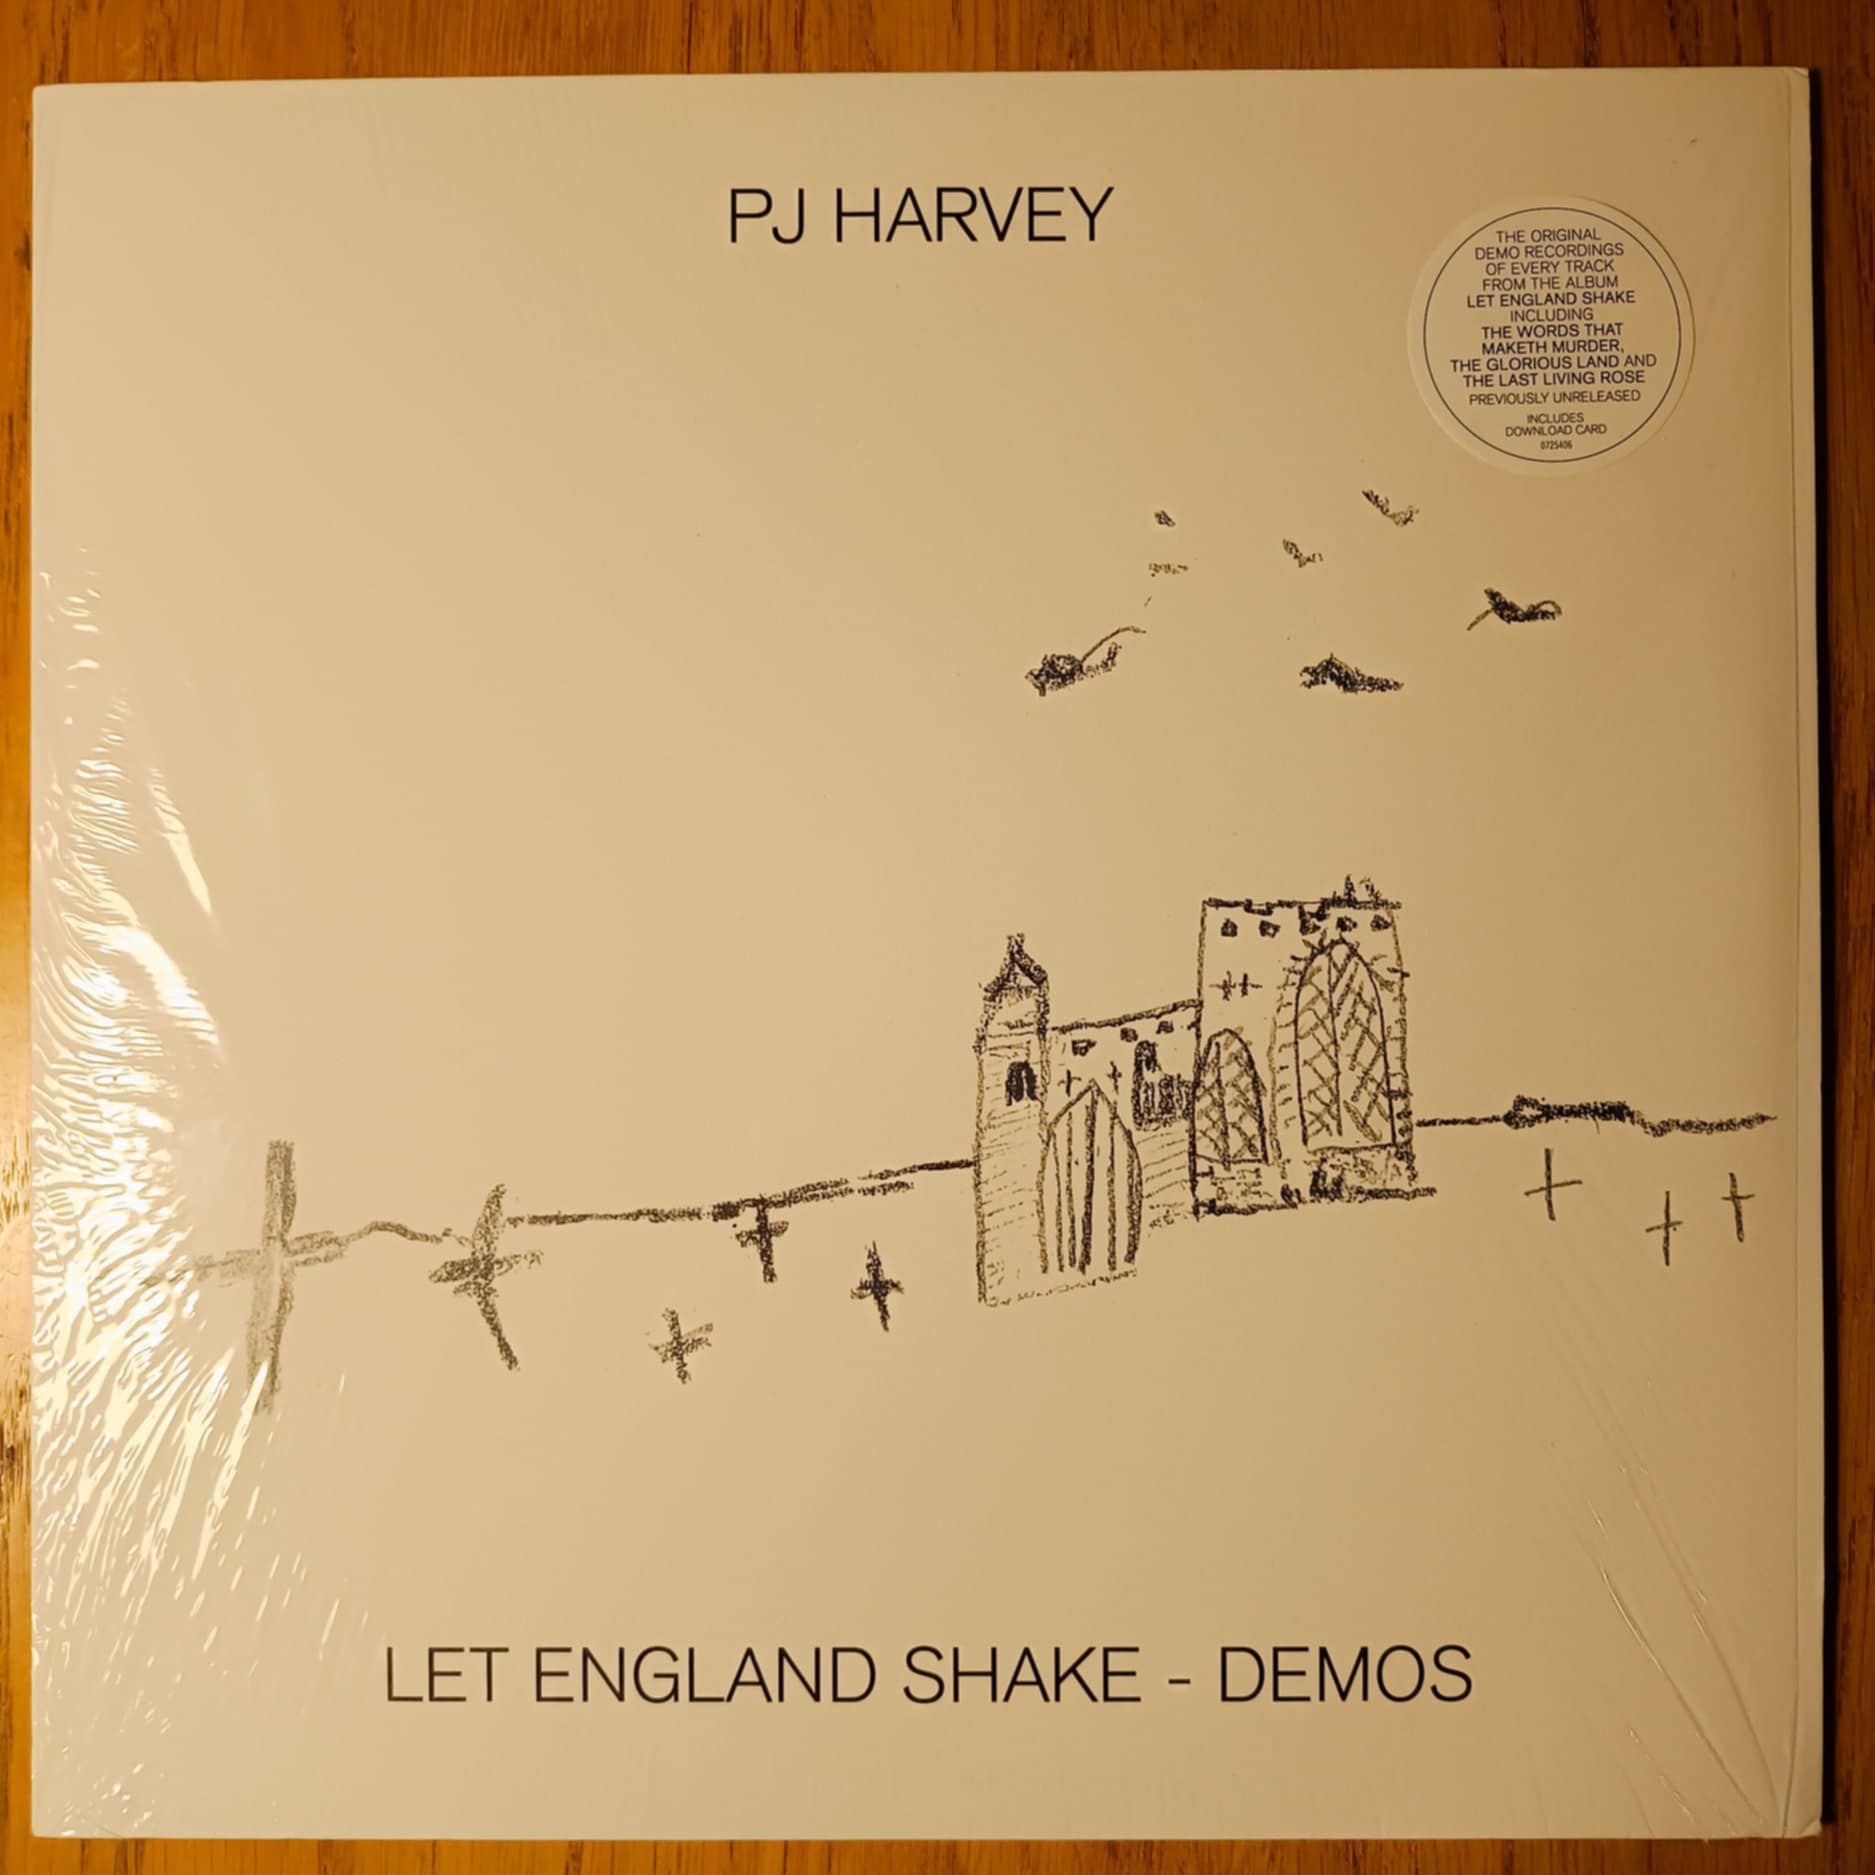 PJ HARVEY
THE ORIGINAL
DEMO RECORDINGS
OF EVERY TRACK
FROM THE ALBUM
LET ENGLAND SHAKE
INCLUDING
THE WORDS THAT
MAKETH MURDER,
THE GLORIOUS LAND AND
THE LAST LIVING ROSE
PREVIOUSLY UNRELEASED
INCLUDES
DOWNLOAD CARD
0725406
LET ENGLAND SHAKE - DEMOS